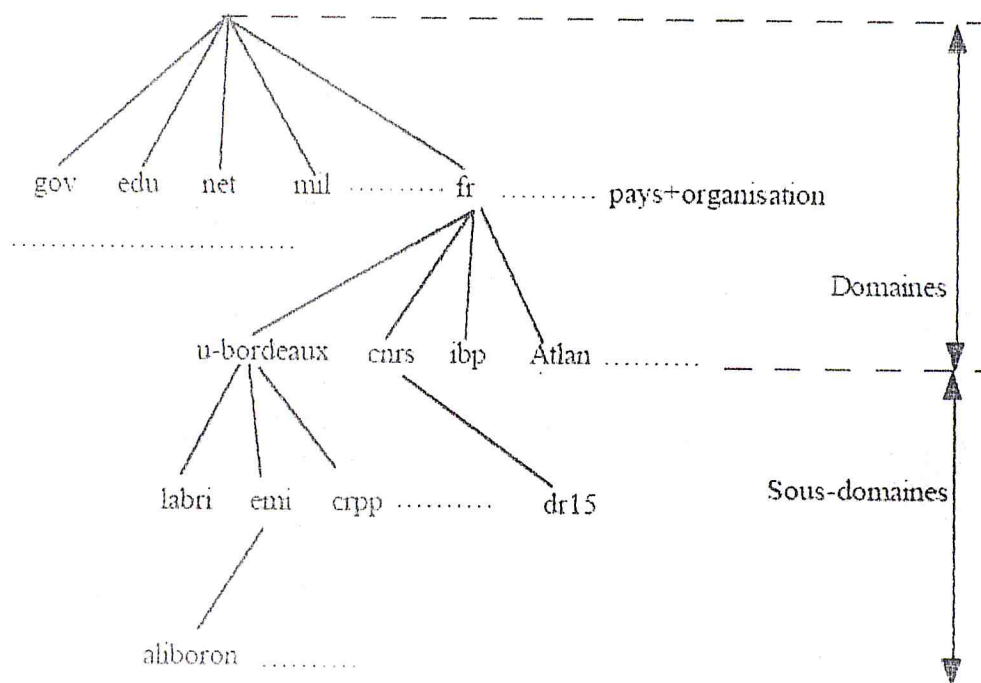 gov edu net mil .......... fr .......... pays+organisation
..............................
Domaines
u-bordeaux cnrs ibp Atlan ..........
Sous-domaines
labri emi crpp .......... dr15
aliboron ..........